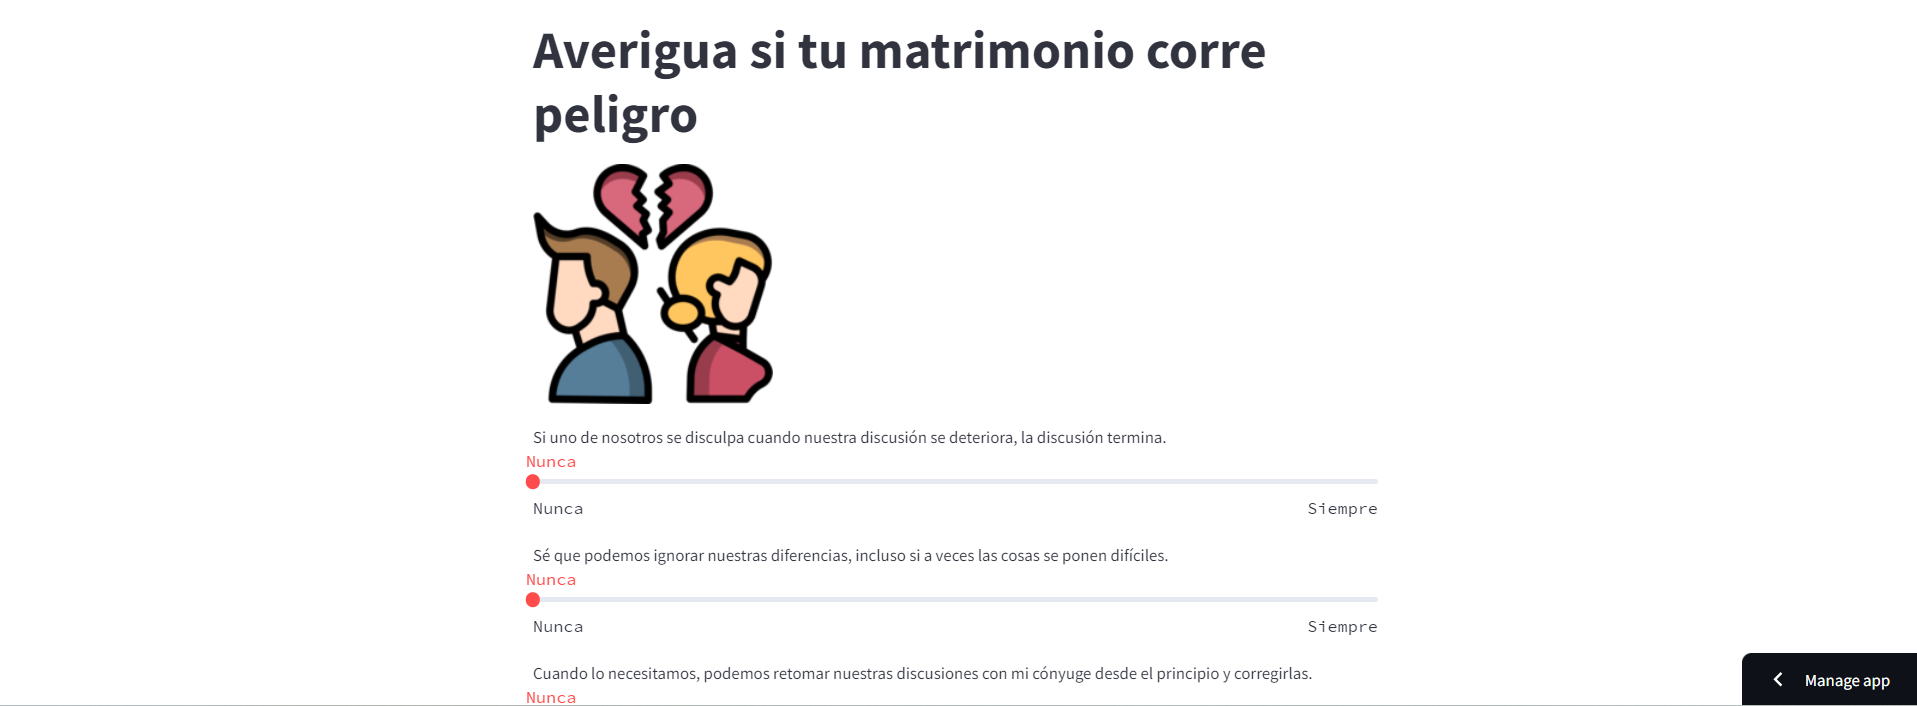 Averigua si tu matrimonio corre
peligro
Si uno de nosotros se disculpa cuando nuestra discusión se deteriora, la discusión termina.
Nunca
Nunca Siempre
Sé que podemos ignorar nuestras diferencias, incluso si a veces las cosas se ponen difíciles.
Nunca
Nunca Siempre
Cuando lo necesitamos, podemos retomar nuestras discusiones con mi cónyuge desde el principio y corregirlas.
Nunca
Manage app